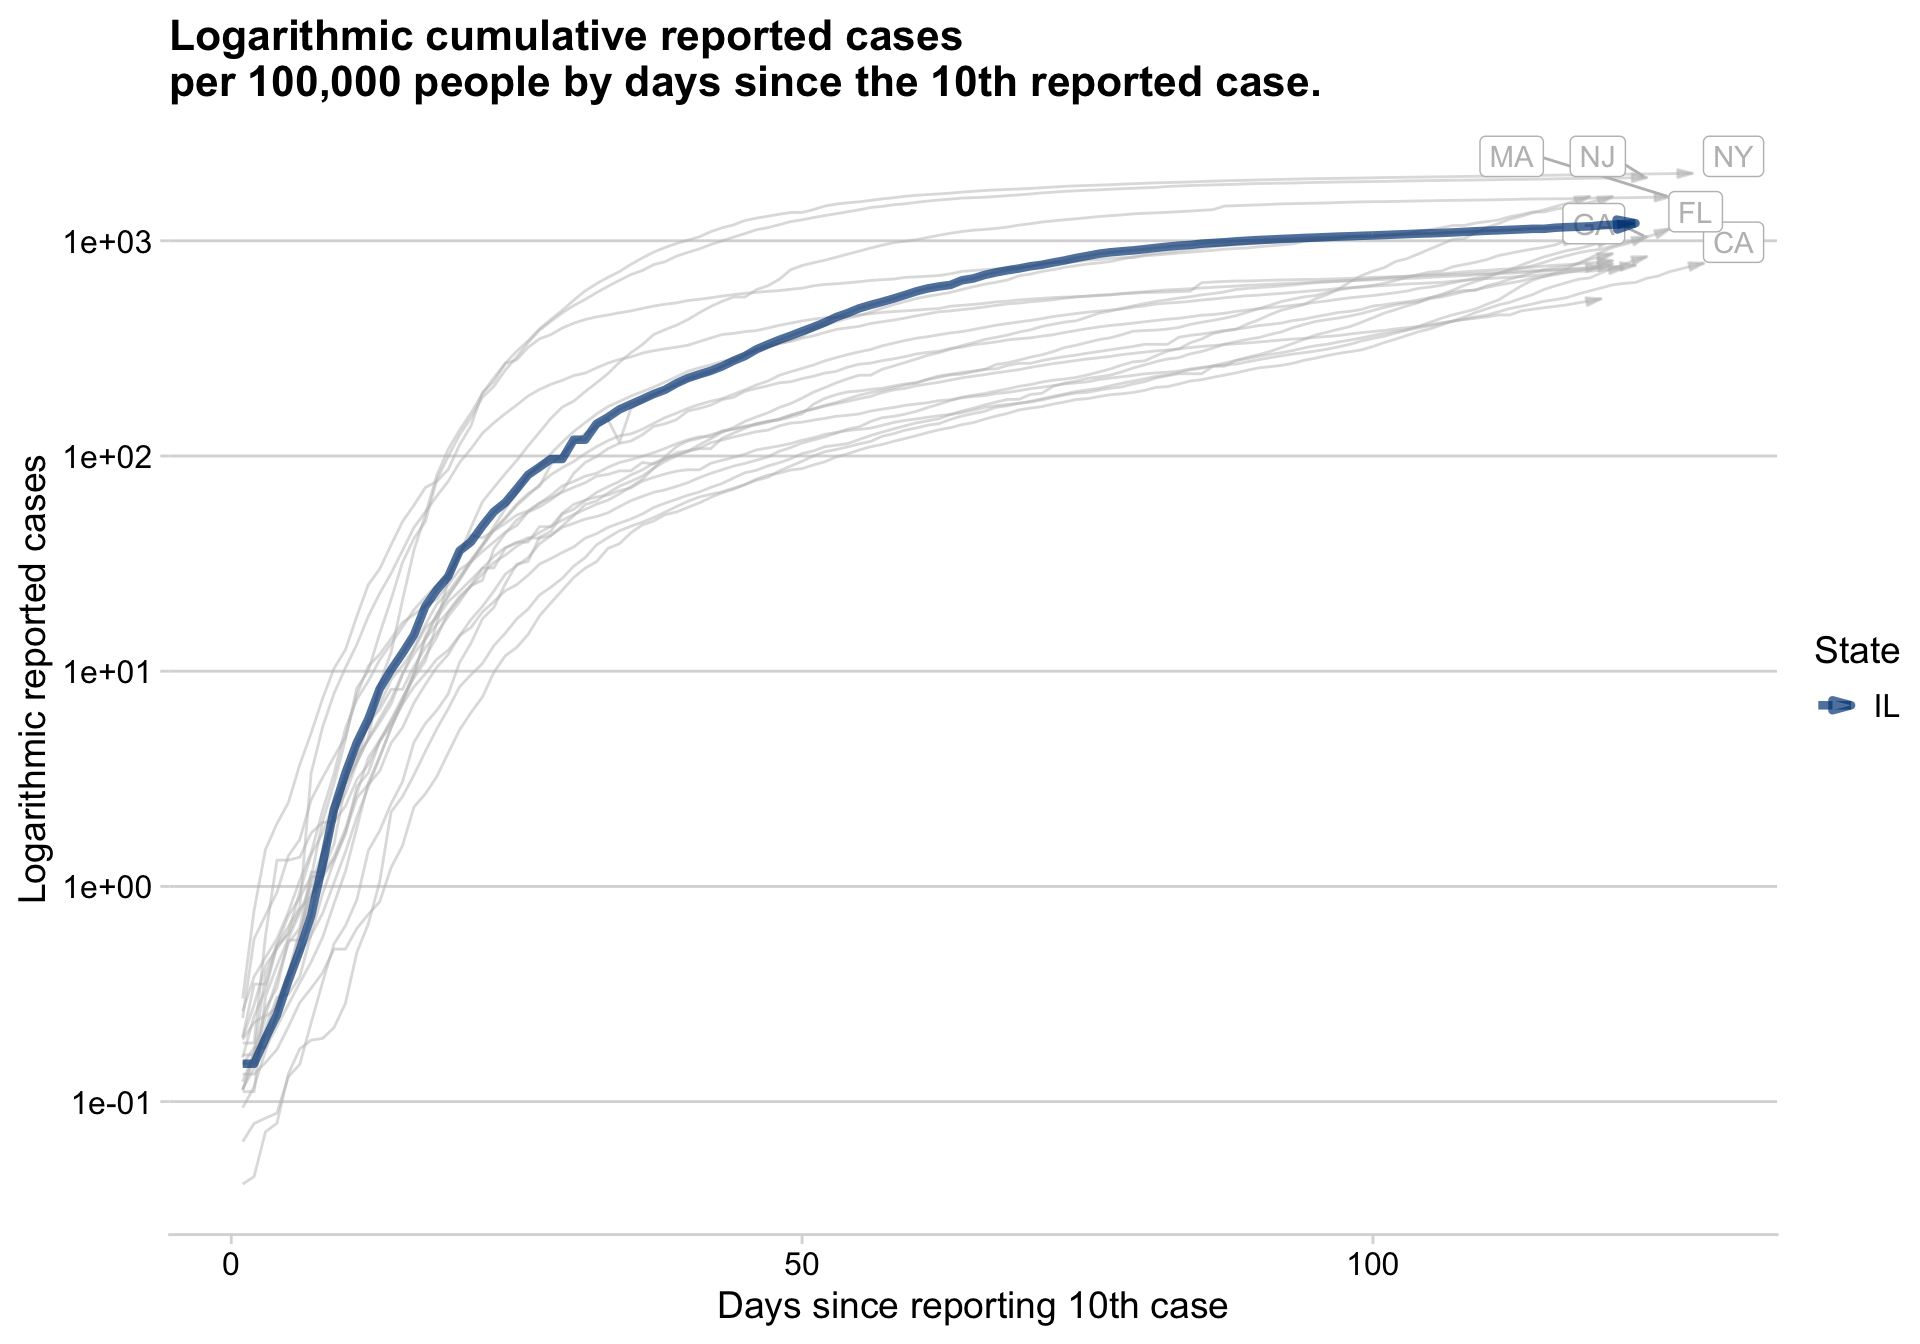 Logarithmic cumulative reported cases
per 100,000 people by days since the 10th reported case.
MA
NJ
NY
FL
GA
CA
1e+03
1e+02
1e+01
1e+00
1e-01
Logarithmic reported cases
State
IL
0
50
100
Days since reporting 10th case